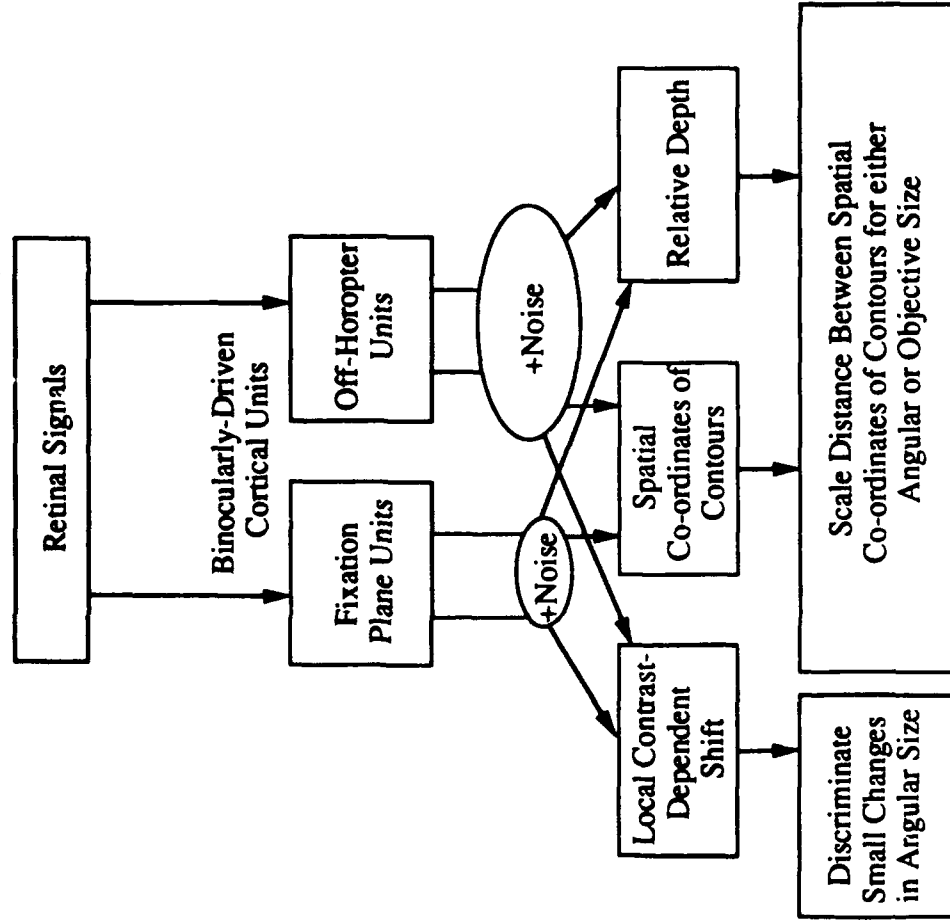 Retinal Signals
Binocularly-Driven
Cortical Units
Fixation
Plane Units
Off-Horopter
Units
+Noise
+Noise
Local Contrast-
Dependent
Shift
Spatial
Co-ordinates of
Contours
Relative Depth
Discriminate
Small Changes
in Angular Size
Scale Distance Between Spatial
Co-ordinates of Contours for either
Angular or Objective Size